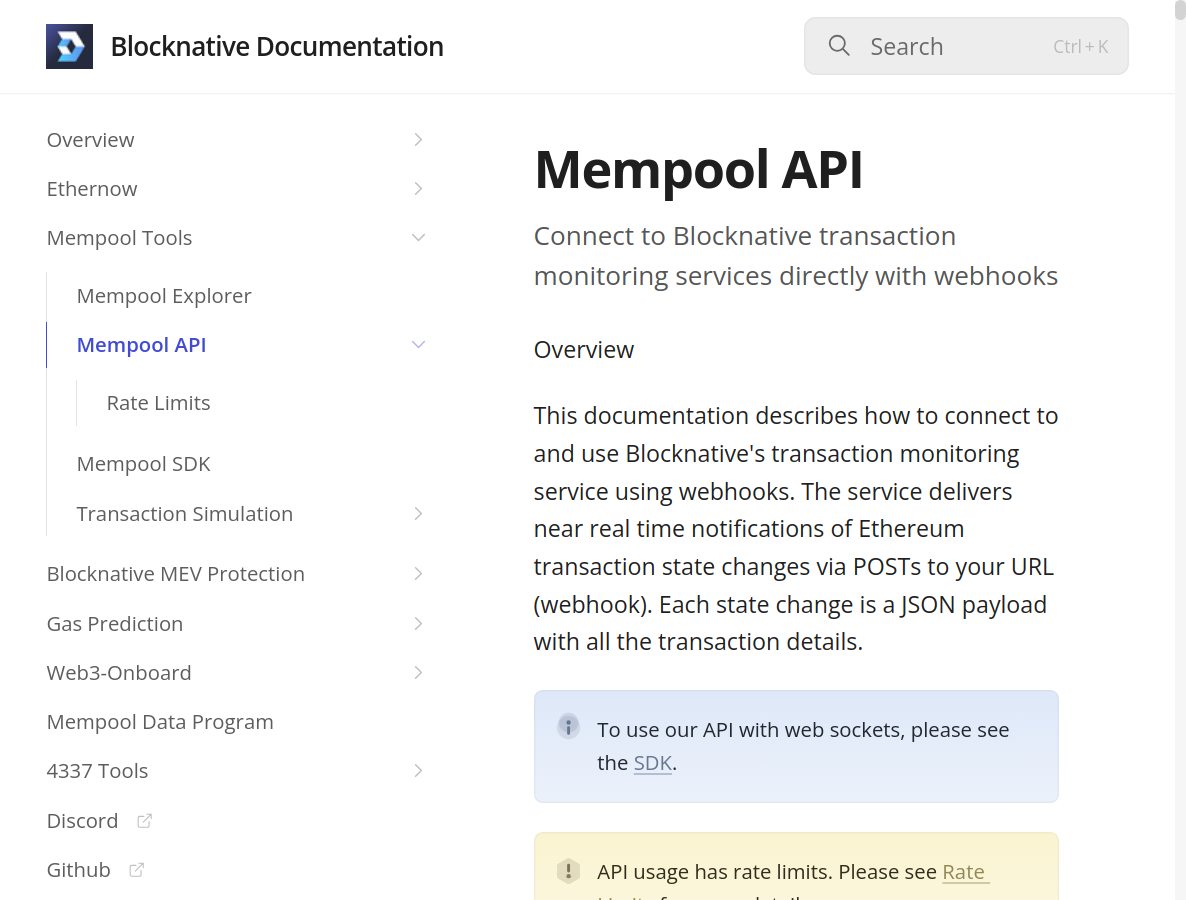 Blocknative Documentation
Search Ctrl + K
Overview
Ethernow
Mempool Tools
Mempool Explorer
Mempool API
Rate Limits
Mempool SDK
Transaction Simulation
Blocknative MEV Protection
Gas Prediction
Web3-Onboard
Mempool Data Program
4337 Tools
Discord
Github
Mempool API
Connect to Blocknative transaction
monitoring services directly with webhooks
Overview
This documentation describes how to connect to
and use Blocknative's transaction monitoring
service using webhooks. The service delivers
near real time notifications of Ethereum
transaction state changes via POSTs to your URL
(webhook). Each state change is a JSON payload
with all the transaction details.
To use our API with web sockets, please see
the SDK.
API usage has rate limits. Please see Rate